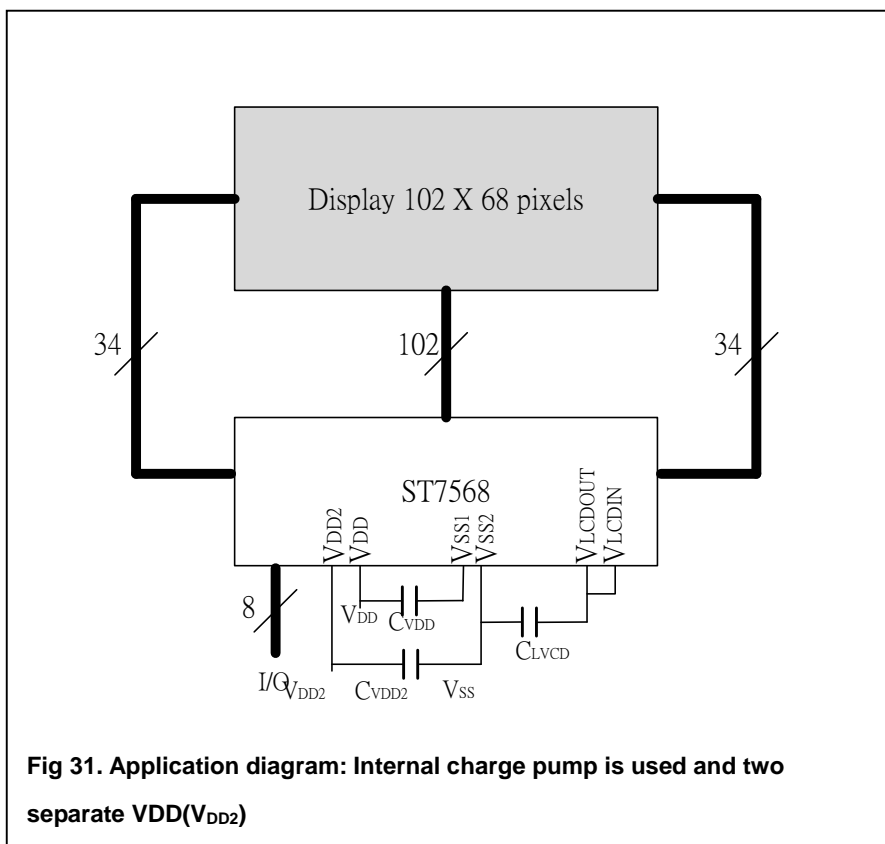 Display 102 X 68 pixels
34
102
34
ST7568
VDD2
VDD
VSS1
VSS2
VLCDOUT
VLCDIN
8
VDD
CVDD
CLVCD
I/O
VDD2
CVDD2
VSS
Fig 31. Application diagram: Internal charge pump is used and two
separate VDD(VDD2)